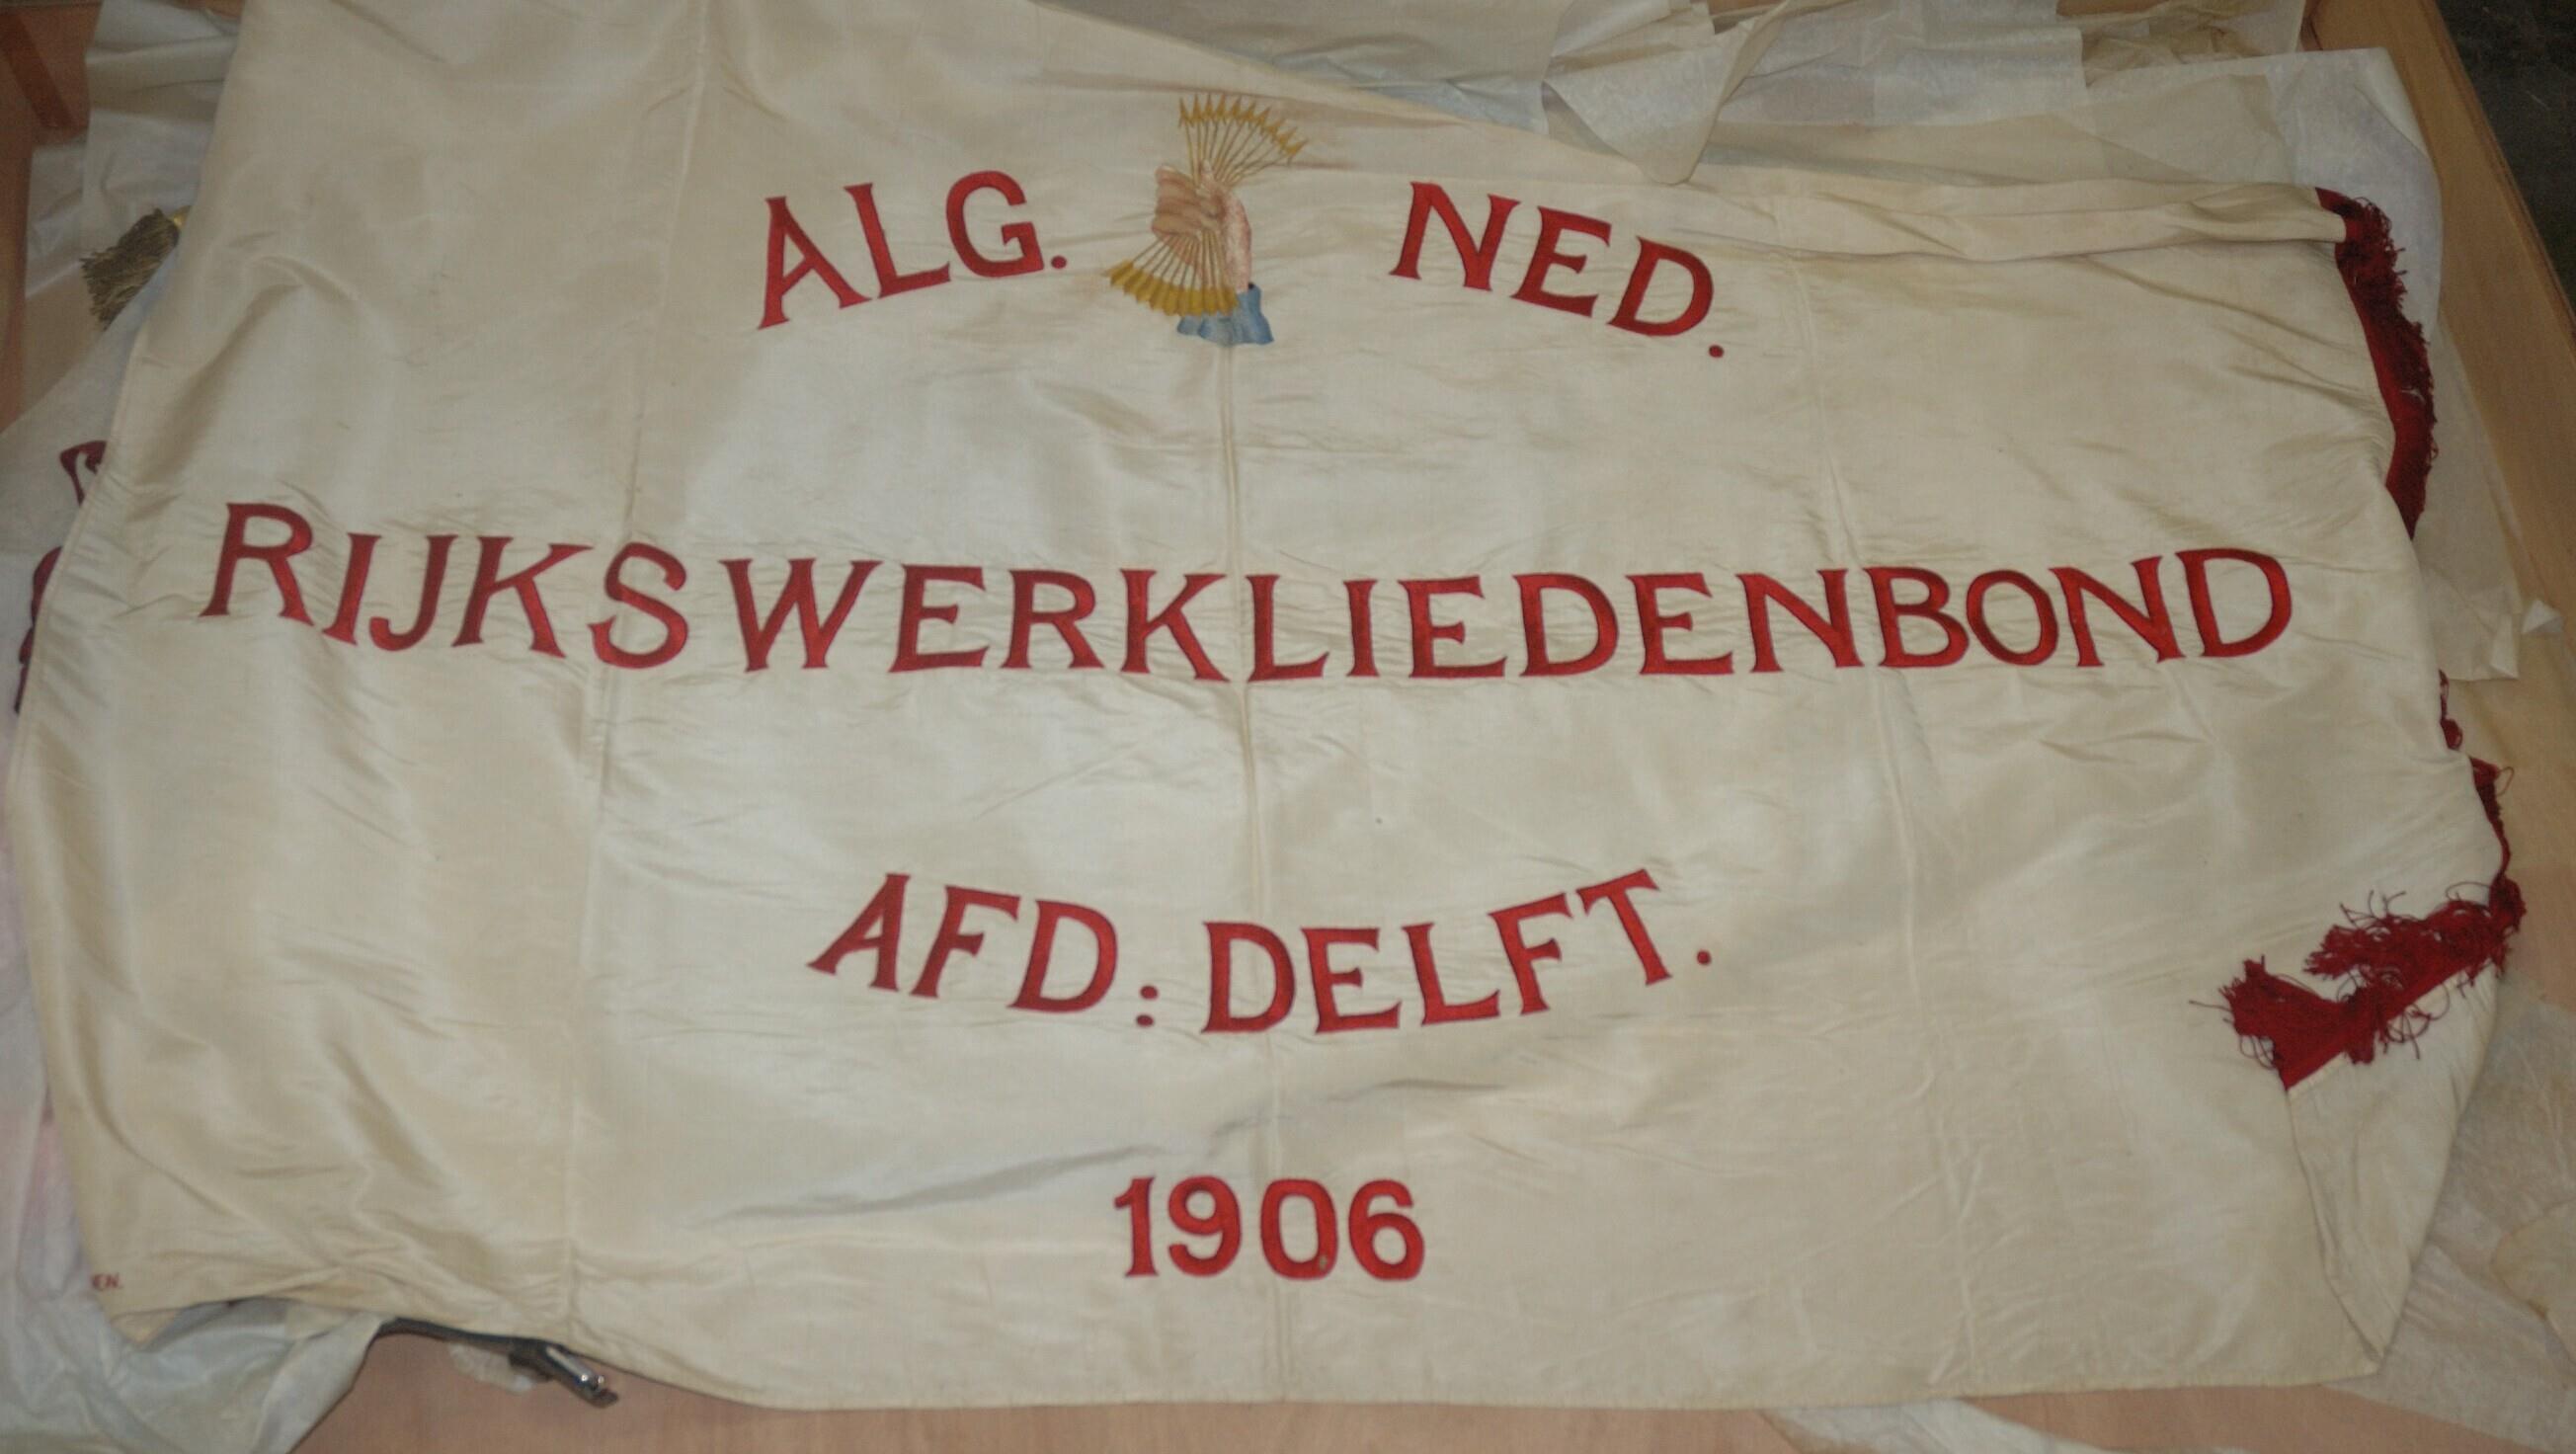 ALG. NED.
RIJKSWERKLIEDENBOND
AFD: DELFT.
1906